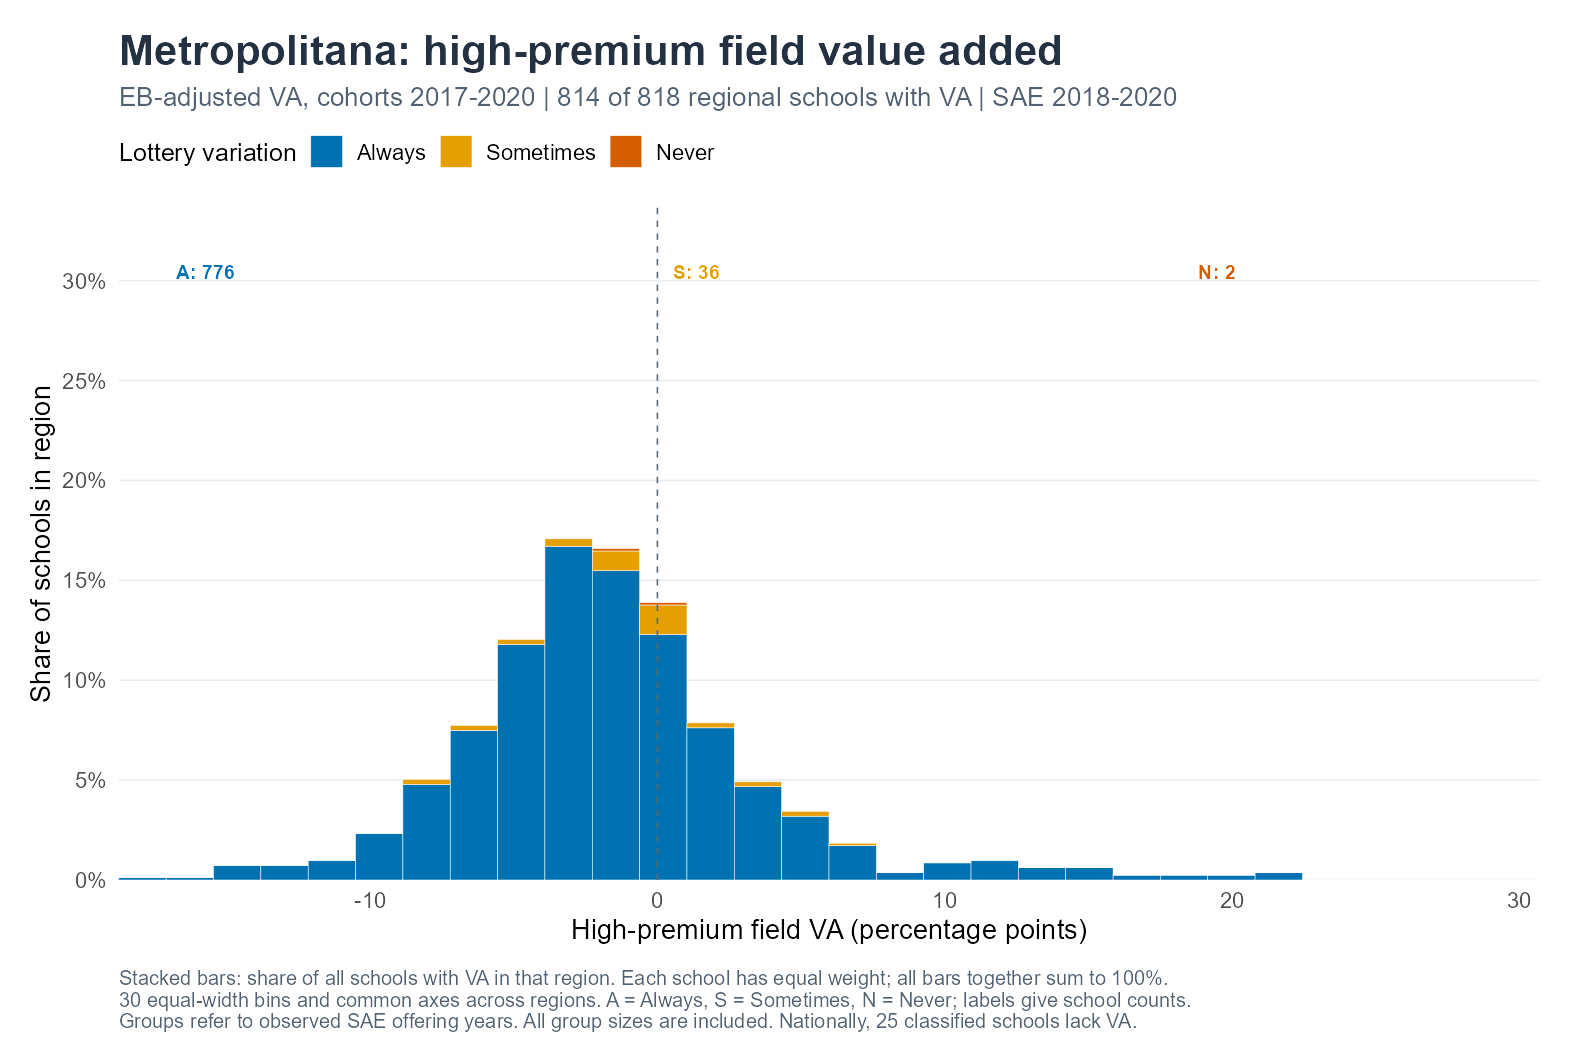 Metropolitana: high-premium field value added
EB-adjusted VA, cohorts 2017-2020 | 814 of 818 regional schools with VA | SAE 2018-2020
Lottery variation Always Sometimes Never
A: 776 S: 36 N: 2
30%
25%
20%
15%
10%
5%
0%
Share of schools in region
-10 0 10 20 30
High-premium field VA (percentage points)
Stacked bars: share of all schools with VA in that region. Each school has equal weight; all bars together sum to 100%.
30 equal-width bins and common axes across regions. A = Always, S = Sometimes, N = Never; labels give school counts.
Groups refer to observed SAE offering years. All group sizes are included. Nationally, 25 classified schools lack VA.